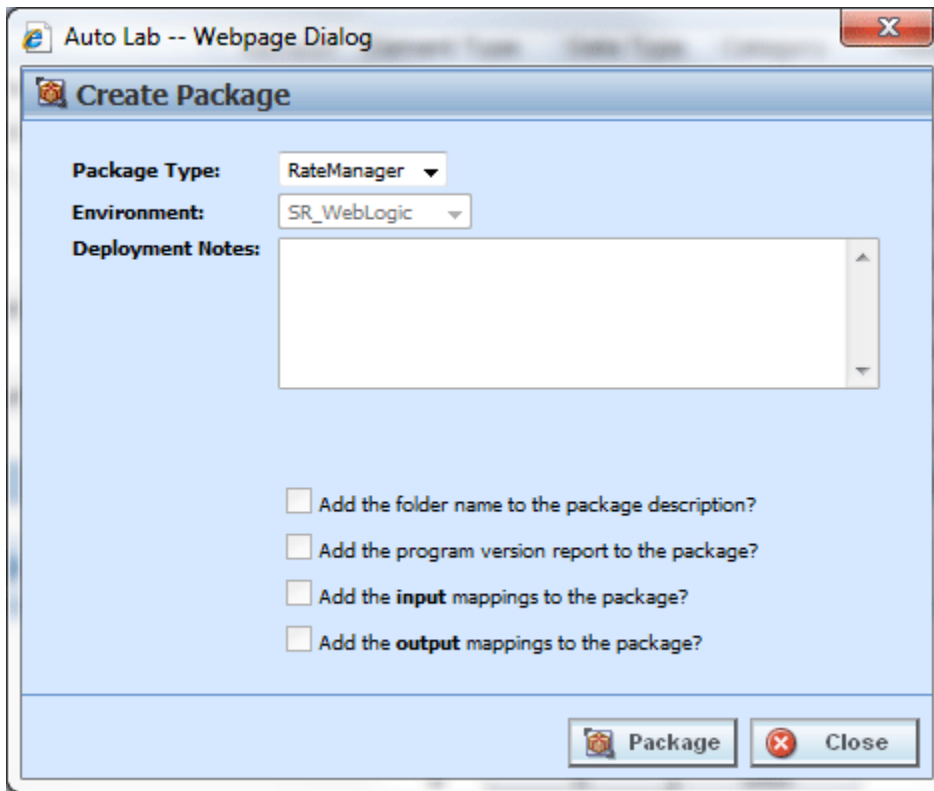 Auto Lab -- Webpage Dialog
Create Package
Package Type: RateManager
Environment: SR_WebLogic
Deployment Notes:
Add the folder name to the package description?
Add the program version report to the package?
Add the input mappings to the package?
Add the output mappings to the package?
Package Close